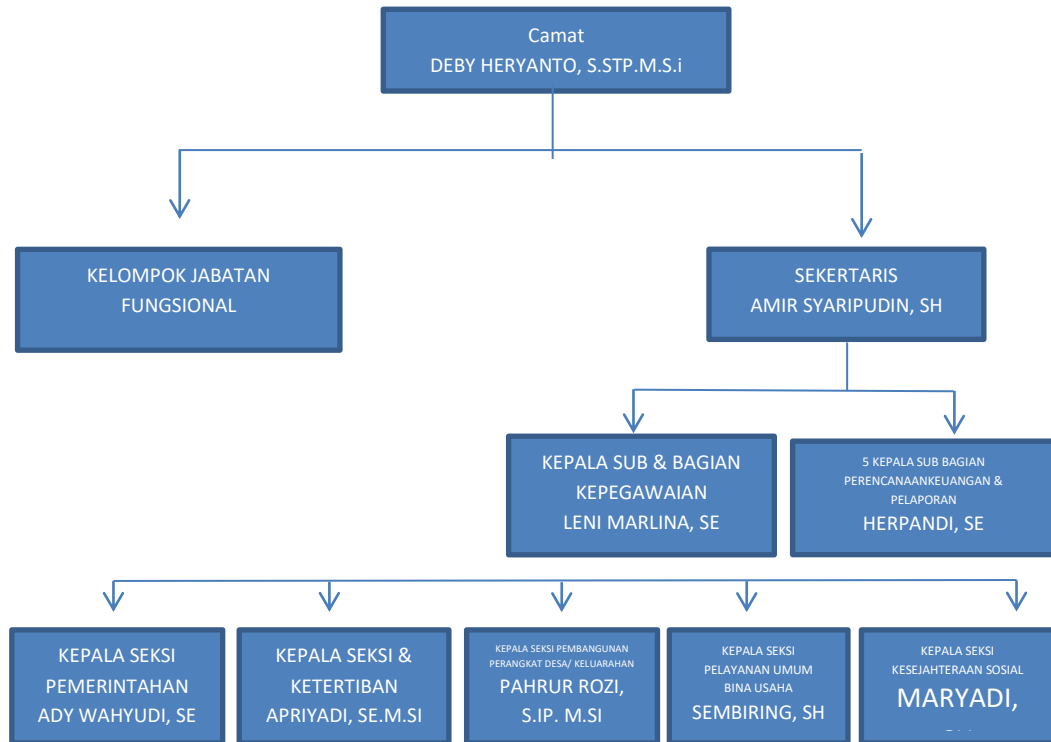 Camat
DEBY HERYANTO, S.STP.M.S.i
KELOMPOK JABATAN
FUNGSIONAL
SEKERTARIS
AMIR SYARIPUDIN, SH
KEPALA SUB & BAGIAN
KEPEGAWAIAN
LENI MARLINA, SE
5 KEPALA SUB BAGIAN
PERENCANAANKEUANGAN &
PELAPORAN
HERPANDI, SE
KEPALA SEKSI
PEMERINTAHAN
ADY WAHYUDI, SE
KEPALA SEKSI &
KETERTIBAN
APRIYADI, SE.M.SI
KEPALA SEKSI PEMBANGUNAN
PERANGKAT DESA/ KELUARAHAN
PAHRUR ROZI,
S.IP. M.SI
KEPALA SEKSI
PELAYANAN UMUM
BINA USAHA
SEMBIRING, SH
KEPALA SEKSI
KESEJAHTERAAN SOSIAL
MARYADI,